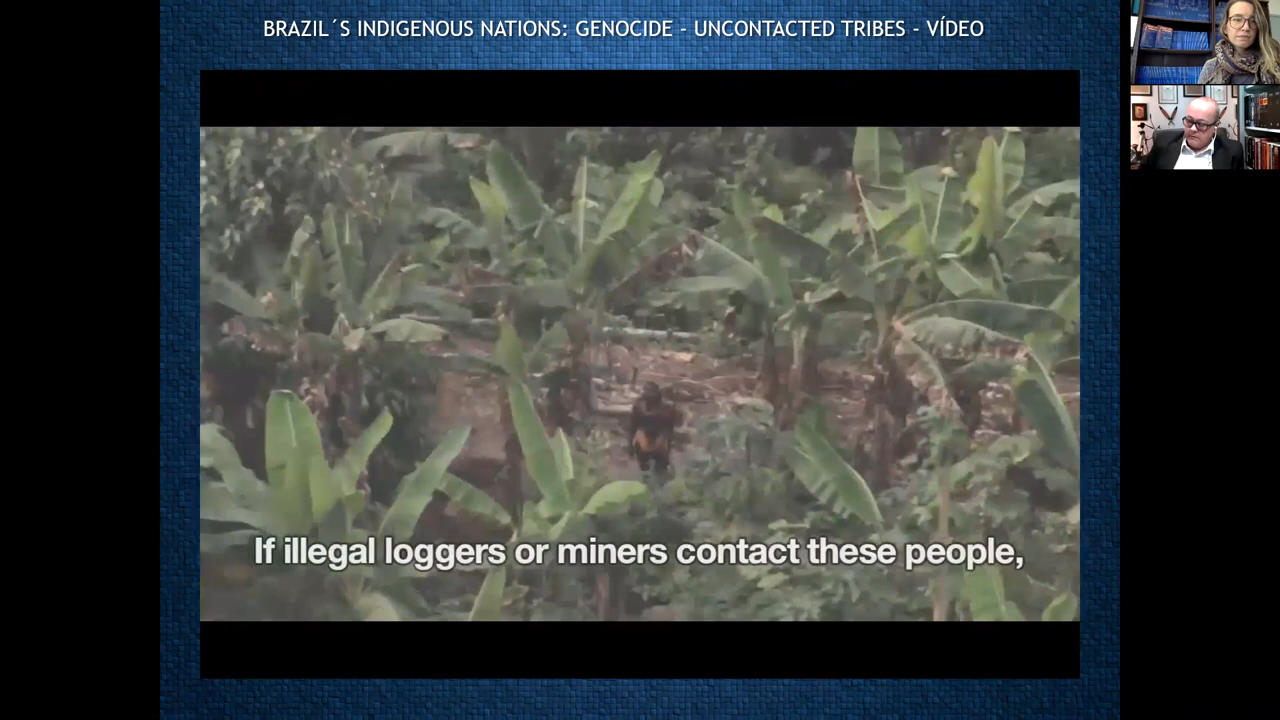 BRAZIL´S INDIGENOUS NATIONS: GENOCIDE - UNCONTACTED TRIBES - VÍDEO
If illegal loggers or miners contact these people,